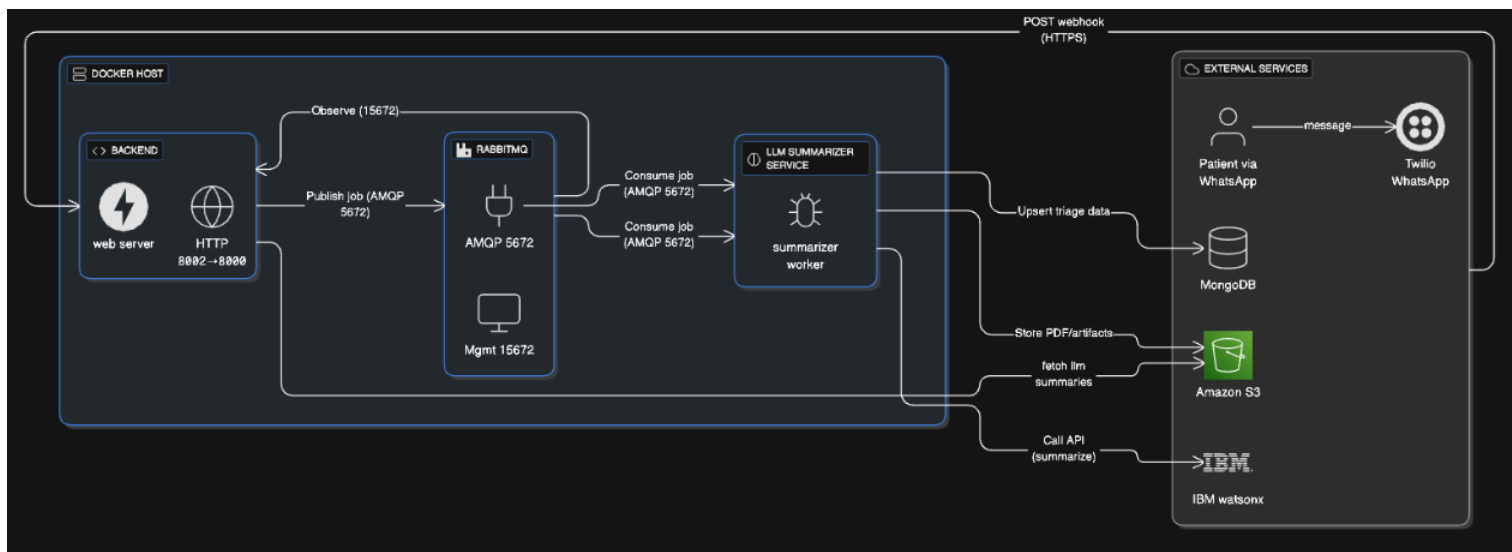 POST webhook
(HTTPS)
DOCKER HOST
EXTERNAL SERVICES
Observe (15672)
BACKEND
RABBITMQ
LLM SUMMARIZER
SERVICE
message
Patient via
WhatsApp
Twilio
WhatsApp
Publish job (AMQP
5672)
Consume job
(AMQP 5672)
Consume job
(AMQP 5672)
Upsert triage data
web server
HTTP
8002→8000
AMQP 5672
summarizer
worker
MongoDB
Mgmt 15672
Store PDF/artifacts
fetch llm
summaries
Amazon S3
Call API
(summarize)
IBM
IBM watsonx